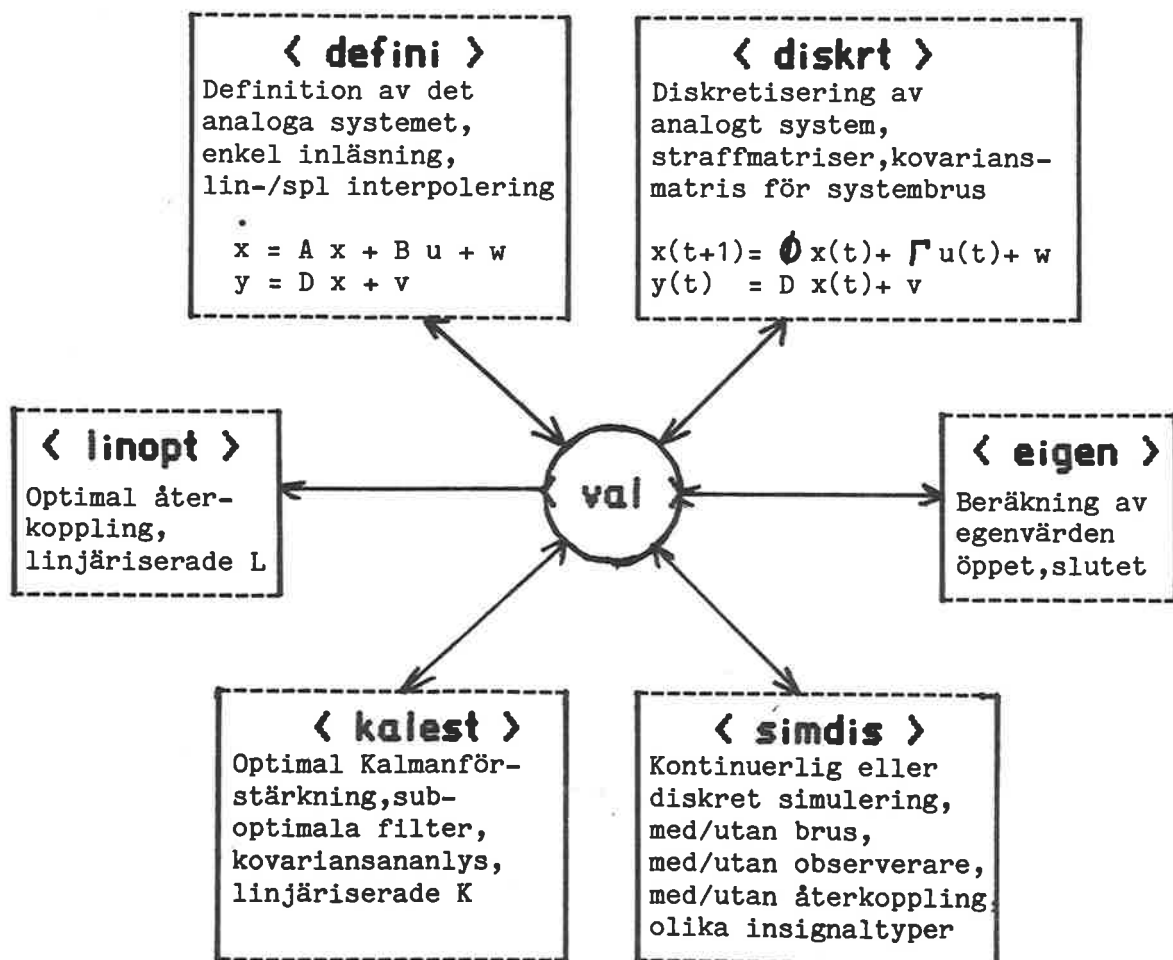 < defini >
Definition av det
analoga systemet,
enkel inläsning,
lin-/spl interpolering
ẋ = A x + B u + w
y = D x + v
< diskrt >
Diskretisering av
analogt system,
straffmatriser,kovarians-
matris för systembrus
x(t+1)= Φ x(t)+ Γ u(t)+ w
y(t) = D x(t)+ v
< linopt >
Optimal åter-
koppling,
linjäriserade L
val
< eigen >
Beräkning av
egenvärden
öppet,slutet
< kalest >
Optimal Kalmanför-
stärkning,sub-
optimala filter,
kovariansananlys,
linjäriserade K
< simdis >
Kontinuerlig eller
diskret simulering,
med/utan brus,
med/utan observerare,
med/utan återkoppling,
olika insignaltyper